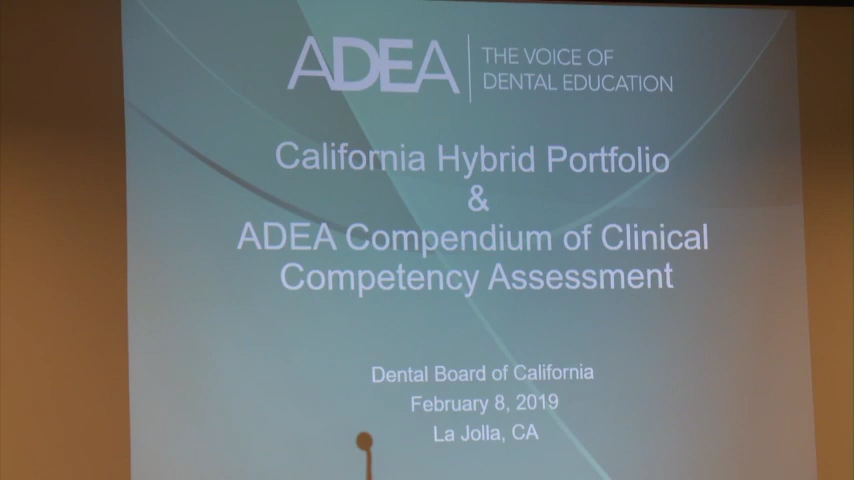 ADEA
THE VOICE OF
DENTAL EDUCATION
California Hybrid Portfolio
&
ADEA Compendium of Clinical
Competency Assessment
Dental Board of California
February 8, 2019
La Jolla, CA